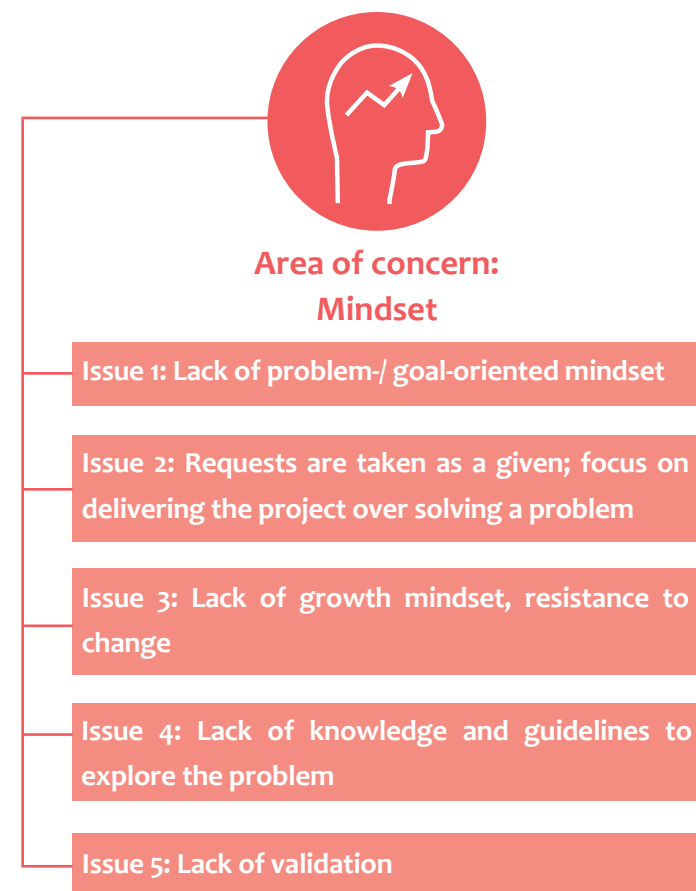 Area of concern:
Mindset
Issue 1: Lack of problem-/ goal-oriented mindset
Issue 2: Requests are taken as a given; focus on
delivering the project over solving a problem
Issue 3: Lack of growth mindset, resistance to
change
Issue 4: Lack of knowledge and guidelines to
explore the problem
Issue 5: Lack of validation